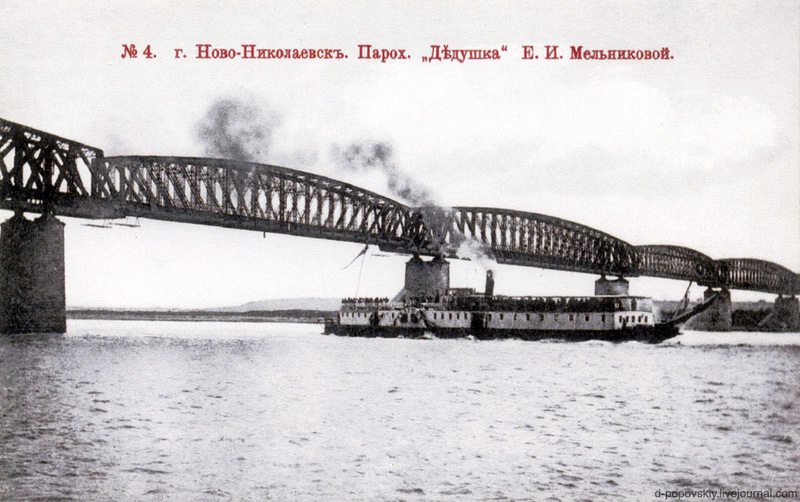 № 4. г. Ново-Николаевскъ. Парох. „Дѣдушка“ Е. И. Мельниковой.
d-popovskiy.livejournal.com